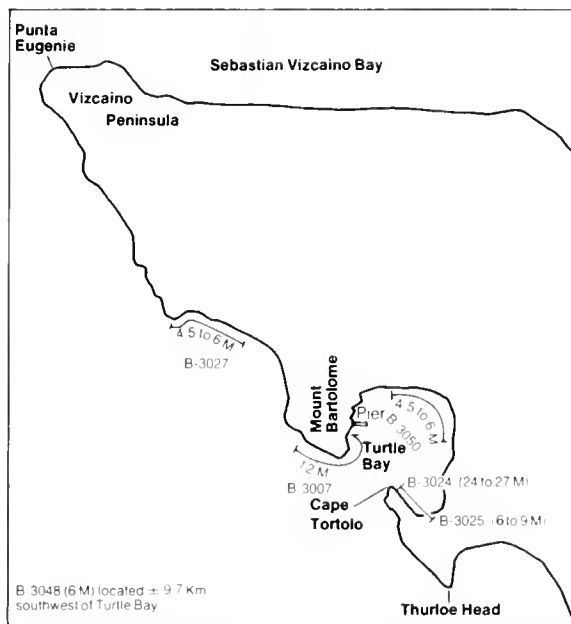 Punta
Eugenie
Sebastian Vizcaino Bay
Vizcaino
Peninsula
4.5 to 6 M
B-3027
Mount
Bartolome
Pier
4.5 to 6 M
B 3050
Turtle
Bay
12 M
B 3007
B-3024 (24 to 27 M)
Cape
Tortolo
B-3025 (6 to 9 M)
B 3048 (6 M) located ± 9.7 Km
southwest of Turtle Bay
Thurloe Head